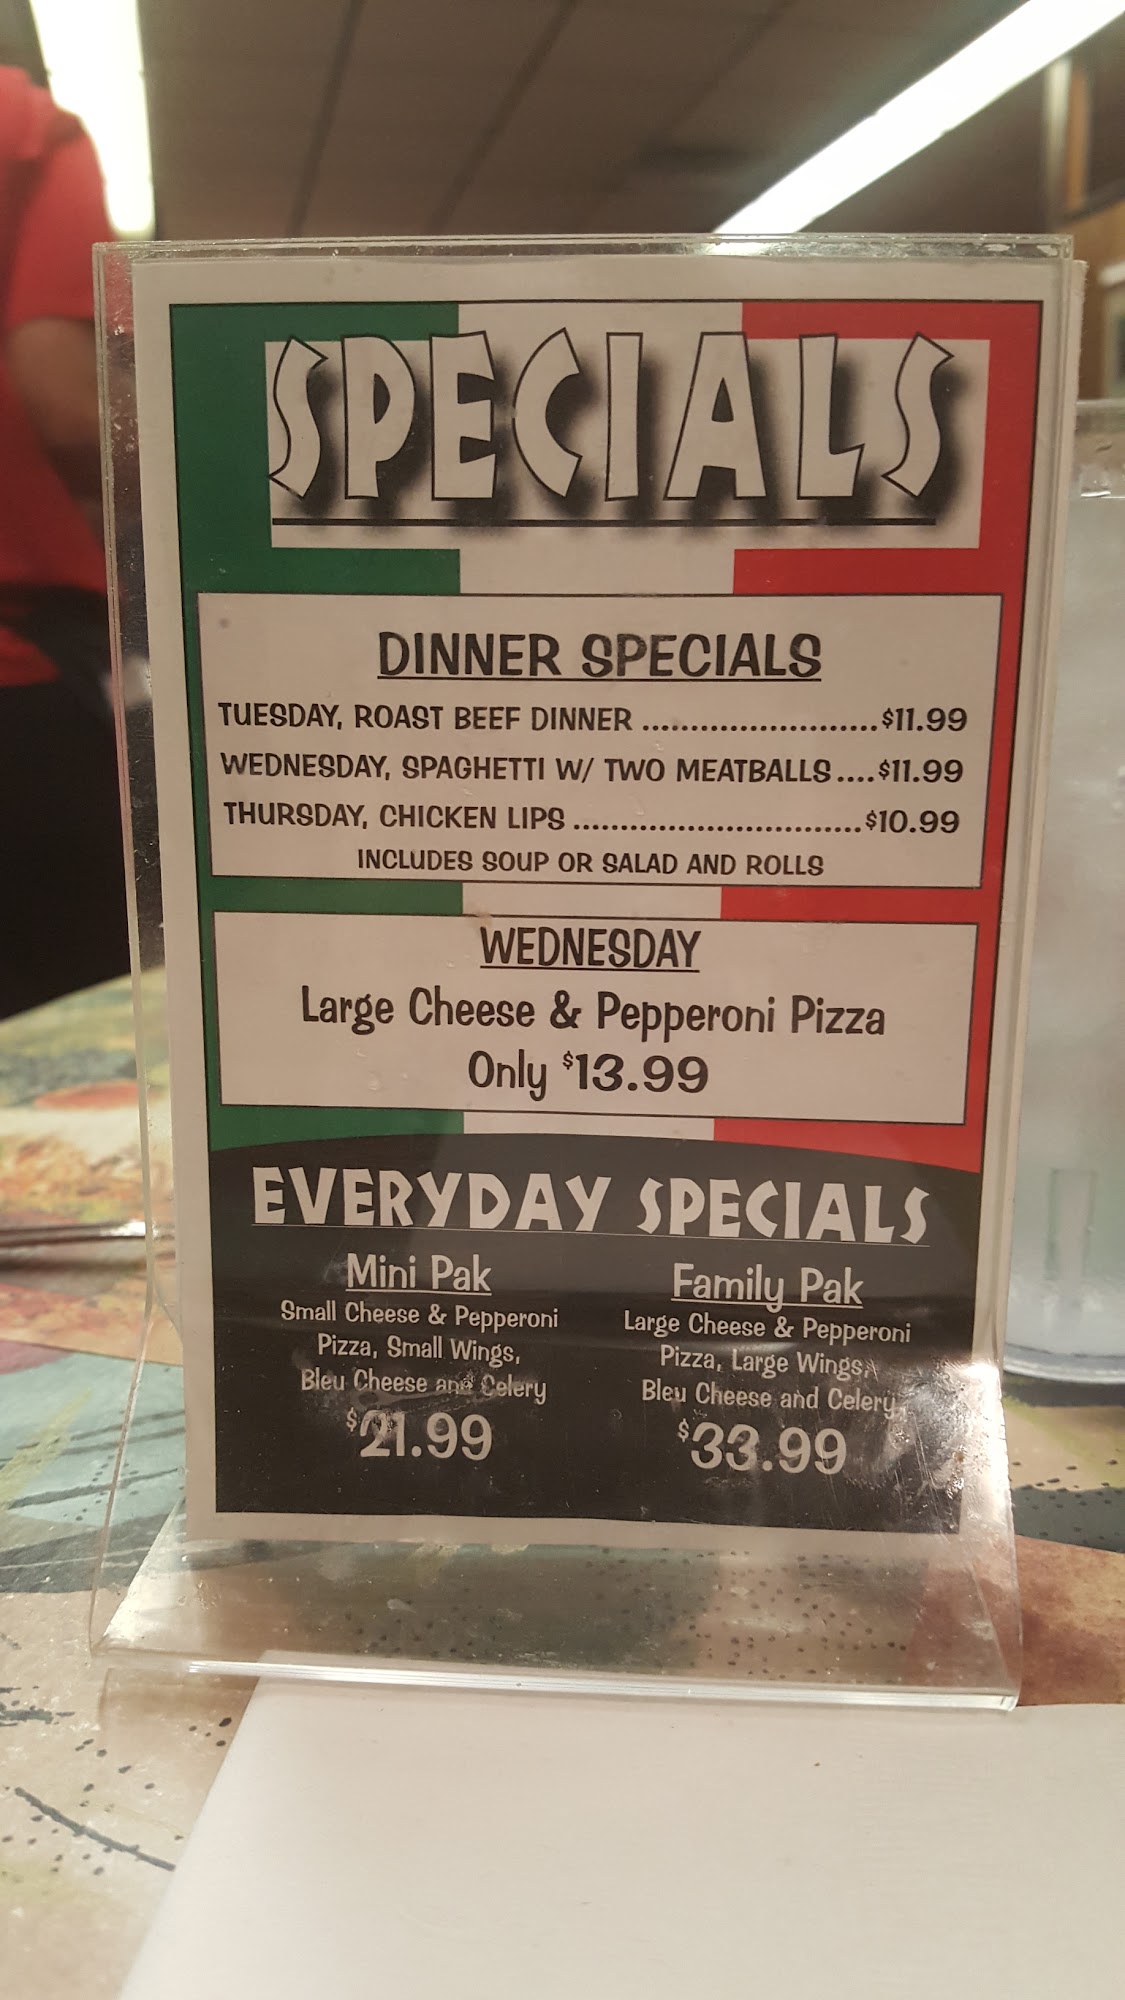 SPECIALS
DINNER SPECIALS
TUESDAY, ROAST BEEF DINNER ........................$11.99
WEDNESDAY, SPAGHETTI W/ TWO MEATBALLS ....$11.99
THURSDAY, CHICKEN LIPS ..............................$10.99
INCLUDES SOUP OR SALAD AND ROLLS
WEDNESDAY
Large Cheese & Pepperoni Pizza
Only $13.99
EVERYDAY SPECIALS
Mini Pak
Small Cheese & Pepperoni
Pizza, Small Wings,
Bleu Cheese and Celery
$21.99
Family Pak
Large Cheese & Pepperoni
Pizza, Large Wings,
Bleu Cheese and Celery,
$33.99